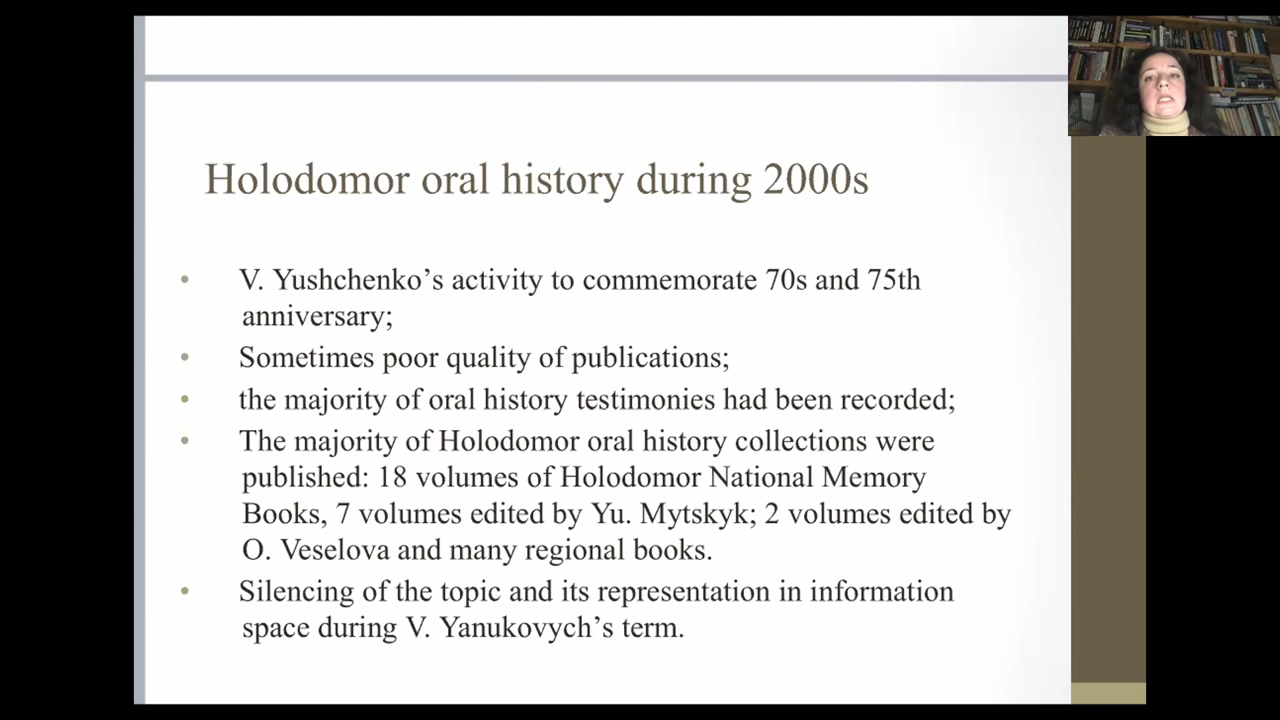 Holodomor oral history during 2000s
• V. Yushchenko’s activity to commemorate 70s and 75th
anniversary;
• Sometimes poor quality of publications;
• the majority of oral history testimonies had been recorded;
• The majority of Holodomor oral history collections were
published: 18 volumes of Holodomor National Memory
Books, 7 volumes edited by Yu. Mytskyk; 2 volumes edited by
O. Veselova and many regional books.
• Silencing of the topic and its representation in information
space during V. Yanukovych’s term.